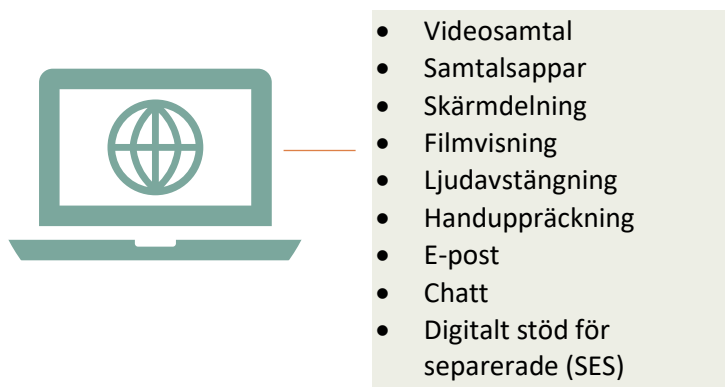 • Videosamtal
• Samtalsappar
• Skärmdelning
• Filmvisning
• Ljudavstängning
• Handuppräckning
• E-post
• Chatt
• Digitalt stöd för
separerade (SES)